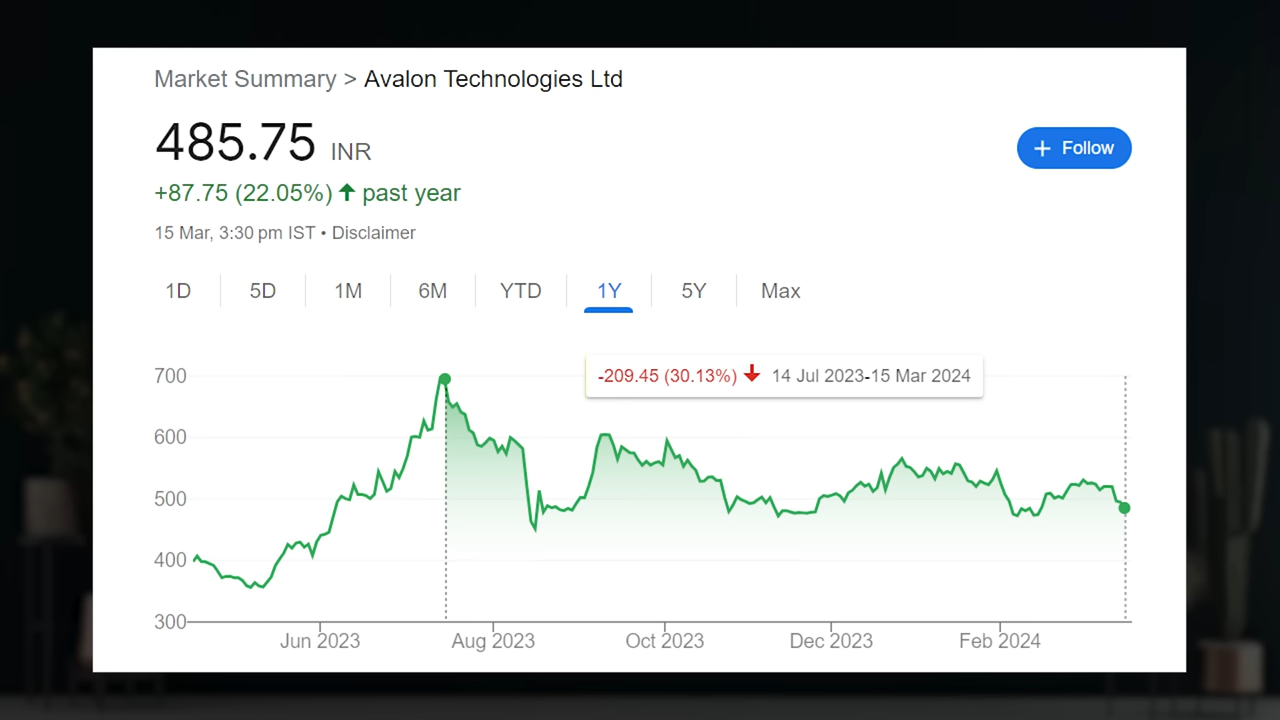 Market Summary > Avalon Technologies Ltd
485.75 INR
+ Follow
+87.75 (22.05%) ↑ past year
15 Mar, 3:30 pm IST • Disclaimer
1D 5D 1M 6M YTD 1Y 5Y Max
-209.45 (30.13%) ↓ 14 Jul 2023-15 Mar 2024
700
600
500
400
300
Jun 2023 Aug 2023 Oct 2023 Dec 2023 Feb 2024